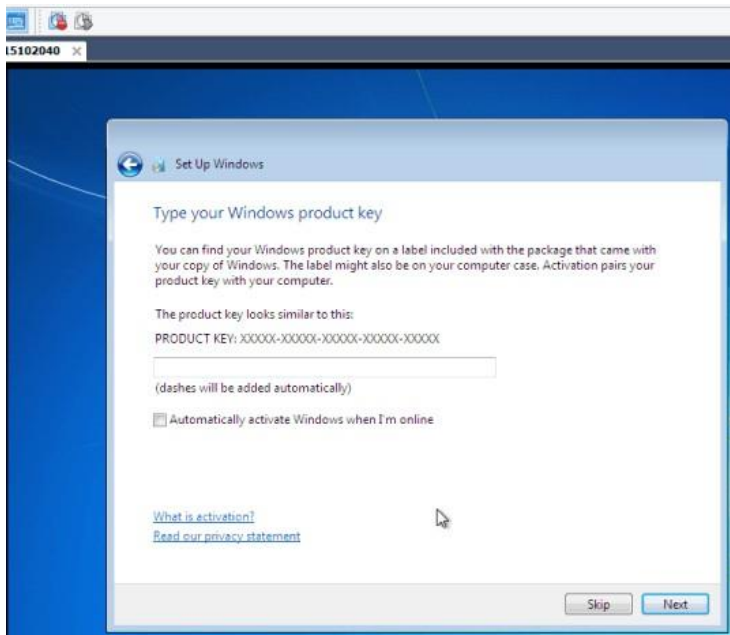 15102040
Set Up Windows
Type your Windows product key
You can find your Windows product key on a label included with the package that came with
your copy of Windows. The label might also be on your computer case. Activation pairs your
product key with your computer.
The product key looks similar to this:
PRODUCT KEY: XXXXX-XXXXX-XXXXX-XXXXX-XXXXX
(dashes will be added automatically)
Automatically activate Windows when I'm online
What is activation?
Read our privacy statement
Skip Next